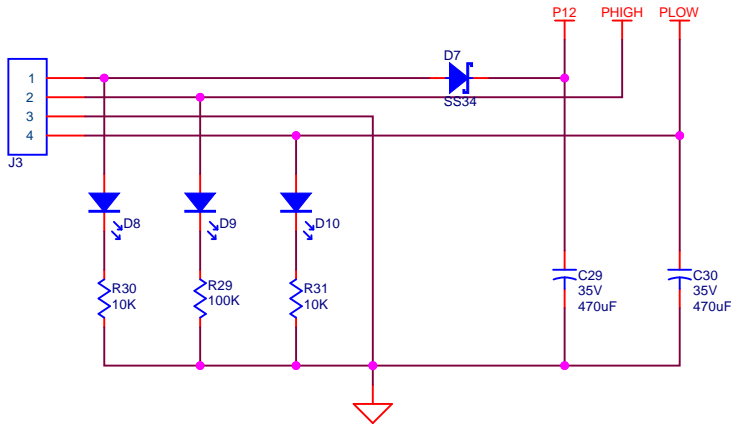 P12 PHIGH PLOW
D7
SS34
1
2
3
4
J3
D8 D9 D10
R30
10K
R29
100K
R31
10K
C29
35V
470uF
C30
35V
470uF